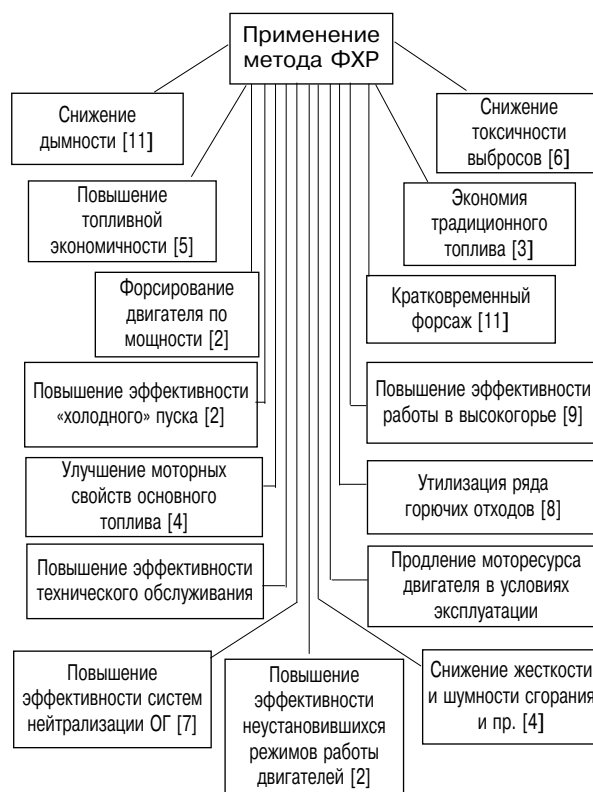 Применение
метода ФХР
Снижение
дымности [11]
Снижение
токсичности
выбросов [6]
Повышение
топливной
экономичности [5]
Экономия
традиционного
топлива [3]
Форсирование
двигателя по
мощности [2]
Кратковременный
форсаж [11]
Повышение эффективности
«холодного» пуска [2]
Повышение эффективности
работы в высокогорье [9]
Улучшение моторных
свойств основного
топлива [4]
Утилизация ряда
горючих отходов [8]
Повышение эффективности
технического обслуживания
Продление моторесурса
двигателя в условиях
эксплуатации
Повышение
эффективности систем
нейтрализации ОГ [7]
Повышение
эффективности
неустановившихся
режимов работы
двигателей [2]
Снижение жесткости
и шумности сгорания
и пр. [4]